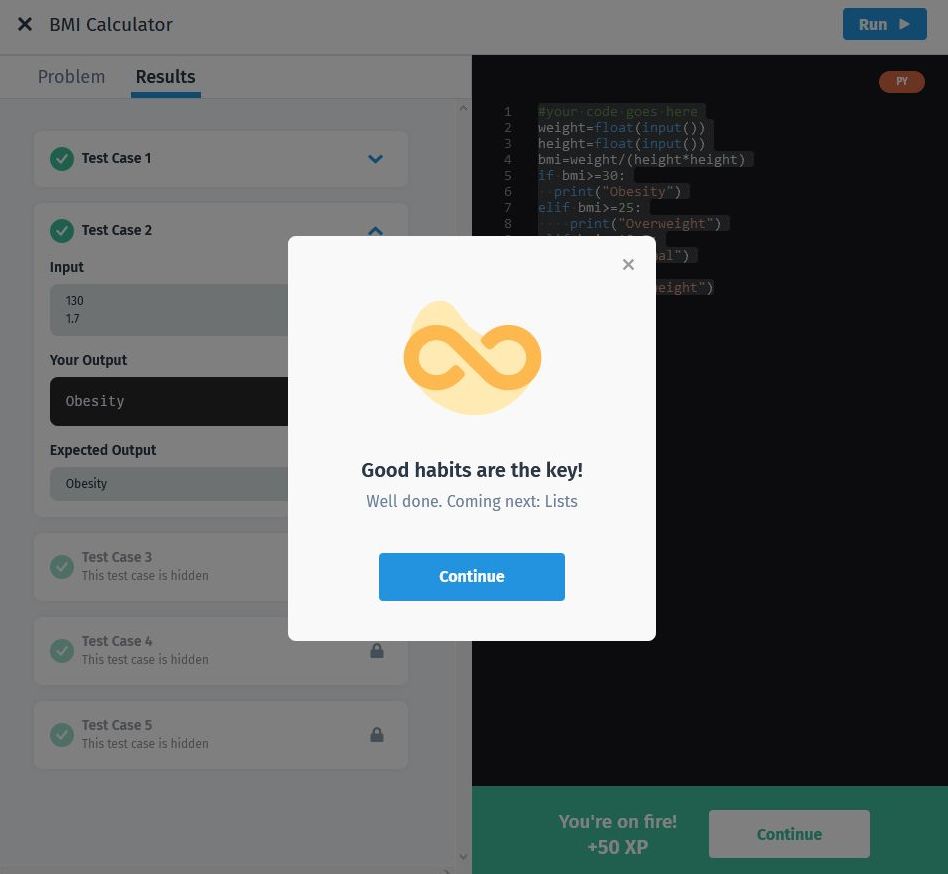 BMI Calculator
Run
Problem
Results
PY
Test Case 1
Test Case 2
Input
130
1.7
Your Output
Obesity
Expected Output
Obesity
Test Case 3
This test case is hidden
Test Case 4
This test case is hidden
Test Case 5
This test case is hidden
1 #your code goes here
2 weight=float(input())
3 height=float(input())
4 bmi=weight/(height*height)
5 if bmi>=30:
6 print("Obesity")
7 elif bmi>=25:
8 print("Overweight")
al")
eight")
Good habits are the key!
Well done. Coming next: Lists
Continue
You're on fire!
+50 XP
Continue